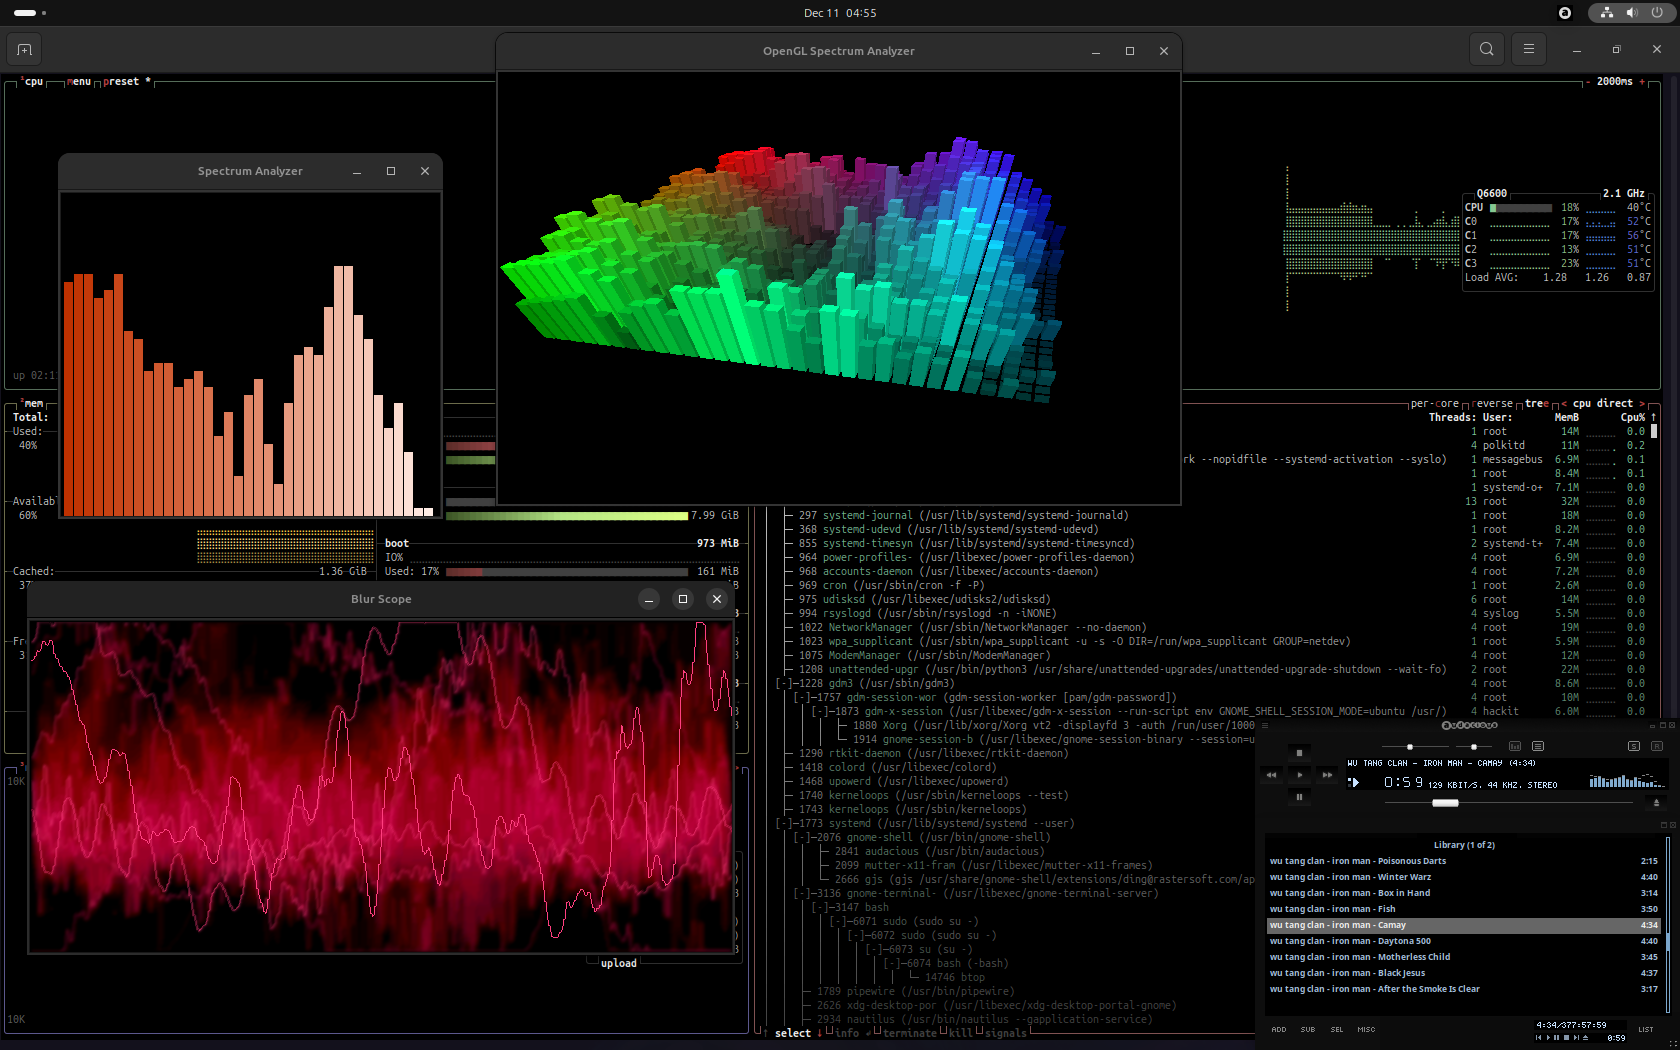 Dec 11 04:55
OpenGL Spectrum Analyzer
¹cpu menu preset * - 2000ms +
Spectrum Analyzer
Q6600 2.1 GHz
CPU 18% 40°C
C0 17% 52°C
C1 17% 56°C
C2 13% 51°C
C3 23% 51°C
Load AVG: 1.28 1.26 0.87
up 02:1
²mem
Total:
Used:
40%
Availab
60%
7.99 GiB
boot 973 MiB
IO%
Cached: 1.36 GiB Used: 17% 161 MiB
37
Fr
3
Blur Scope
10K
10K
upload
per-core reverse tree < cpu direct >
Threads: User: MemB Cpu% ↑
1 root 14M 0.0
4 polkitd 11M 0.2
rk --nopidfile --systemd-activation --syslo) 1 messagebus 6.9M 0.1
1 root 8.4M 0.1
1 systemd-o+ 7.1M 0.0
13 root 32M 0.0
297 systemd-journal (/usr/lib/systemd/systemd-journald) 1 root 18M 0.0
368 systemd-udevd (/usr/lib/systemd/systemd-udevd) 1 root 8.2M 0.0
855 systemd-timesyn (/usr/lib/systemd/systemd-timesyncd) 2 systemd-t+ 7.4M 0.0
964 power-profiles- (/usr/libexec/power-profiles-daemon) 4 root 6.9M 0.0
968 accounts-daemon (/usr/libexec/accounts-daemon) 4 root 7.2M 0.0
969 cron (/usr/sbin/cron -f -P) 1 root 2.6M 0.0
975 udisksd (/usr/libexec/udisks2/udisksd) 6 root 14M 0.0
994 rsyslogd (/usr/sbin/rsyslogd -n -iNONE) 4 syslog 5.5M 0.0
1022 NetworkManager (/usr/sbin/NetworkManager --no-daemon) 4 root 19M 0.0
1023 wpa_supplicant (/usr/sbin/wpa_supplicant -u -s -O DIR=/run/wpa_supplicant GROUP=netdev) 1 root 5.9M 0.0
1075 ModemManager (/usr/sbin/ModemManager) 4 root 12M 0.0
1208 unattended-upgr (/usr/bin/python3 /usr/share/unattended-upgrades/unattended-upgrade-shutdown --wait-fo) 2 root 22M 0.0
[-]─1228 gdm3 (/usr/sbin/gdm3) 4 root 8.6M 0.0
[-]─1757 gdm-session-wor (gdm-session-worker [pam/gdm-password]) 4 root 10M 0.0
[-]─1873 gdm-x-session (/usr/libexec/gdm-x-session --run-script env GNOME_SHELL_SESSION_MODE=ubuntu /usr/) 4 hackit 6.0M 0.0
1880 Xorg (/usr/lib/xorg/Xorg vt2 -displayfd 3 -auth /run/user/1000
1914 gnome-session-b (/usr/libexec/gnome-session-binary --session=u
1290 rtkit-daemon (/usr/libexec/rtkit-daemon)
1418 colord (/usr/libexec/colord)
1468 upowerd (/usr/libexec/upowerd)
1740 kerneloops (/usr/sbin/kerneloops --test)
1743 kerneloops (/usr/sbin/kerneloops)
[-]─1773 systemd (/usr/lib/systemd/systemd --user)
[-]─2076 gnome-shell (/usr/bin/gnome-shell)
2841 audacious (/usr/bin/audacious)
2099 mutter-x11-fram (/usr/libexec/mutter-x11-frames)
2666 gjs (gjs /usr/share/gnome-shell/extensions/ding@rastersoft.com/ap
[-]─3136 gnome-terminal- (/usr/libexec/gnome-terminal-server)
[-]─3147 bash
[-]─6071 sudo (sudo su -)
[-]─6072 sudo (sudo su -)
[-]─6073 su (su -)
[-]─6074 bash (-bash)
14746 btop
1789 pipewire (/usr/bin/pipewire)
2626 xdg-desktop-por (/usr/libexec/xdg-desktop-portal-gnome)
2934 nautilus (/usr/bin/nautilus --gapplication-service)
↑ select ↓ info ↲ terminate kill signals
audacious
S R
WU TANG CLAN - IRON MAN - CAMAY (4:34)
0:59 129 KBIT/S, 44 KHZ, STEREO
Library (1 of 2)
wu tang clan - iron man - Poisonous Darts 2:15
wu tang clan - iron man - Winter Warz 4:40
wu tang clan - iron man - Box in Hand 3:14
wu tang clan - iron man - Fish 3:50
wu tang clan - iron man - Camay 4:34
wu tang clan - iron man - Daytona 500 4:40
wu tang clan - iron man - Motherless Child 3:45
wu tang clan - iron man - Black Jesus 4:37
wu tang clan - iron man - After the Smoke Is Clear 3:17
ADD SUB SEL MISC 4:34/377:57:59 LIST
0:59